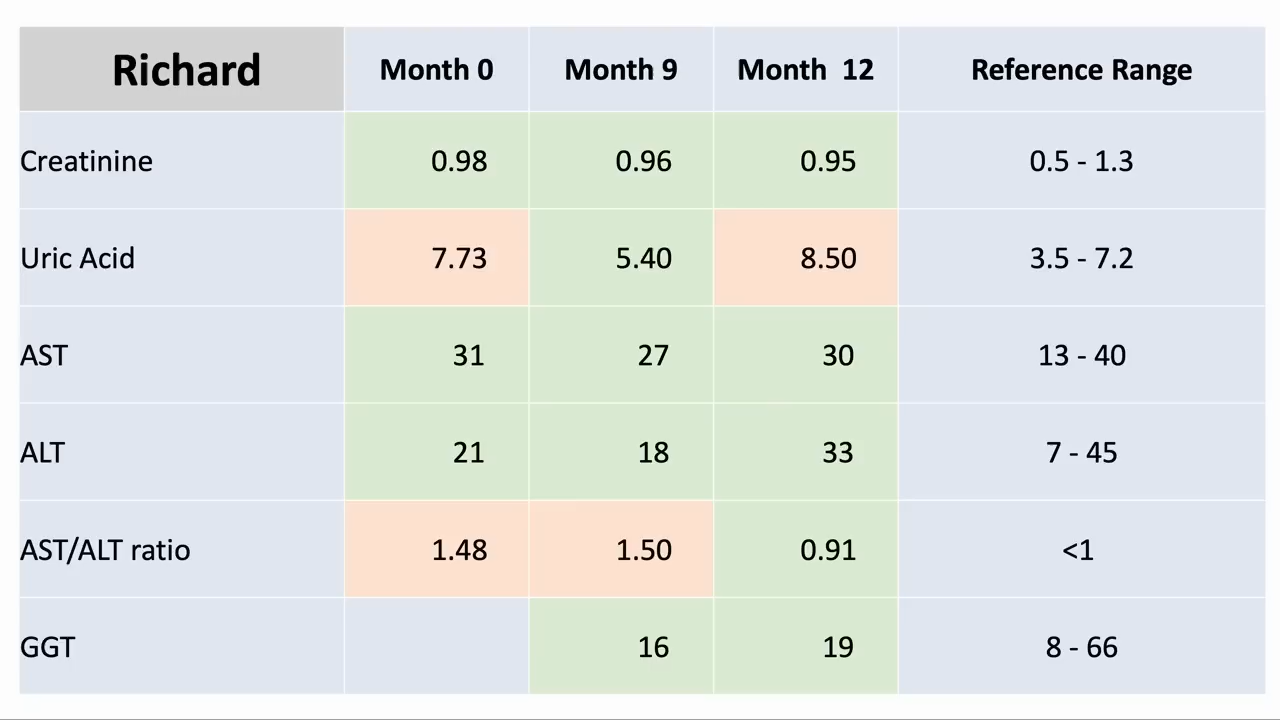 Richard Month 0 Month 9 Month 12 Reference Range
Creatinine 0.98 0.96 0.95 0.5 - 1.3
Uric Acid 7.73 5.40 8.50 3.5 - 7.2
AST 31 27 30 13 - 40
ALT 21 18 33 7 - 45
AST/ALT ratio 1.48 1.50 0.91 <1
GGT 16 19 8 - 66